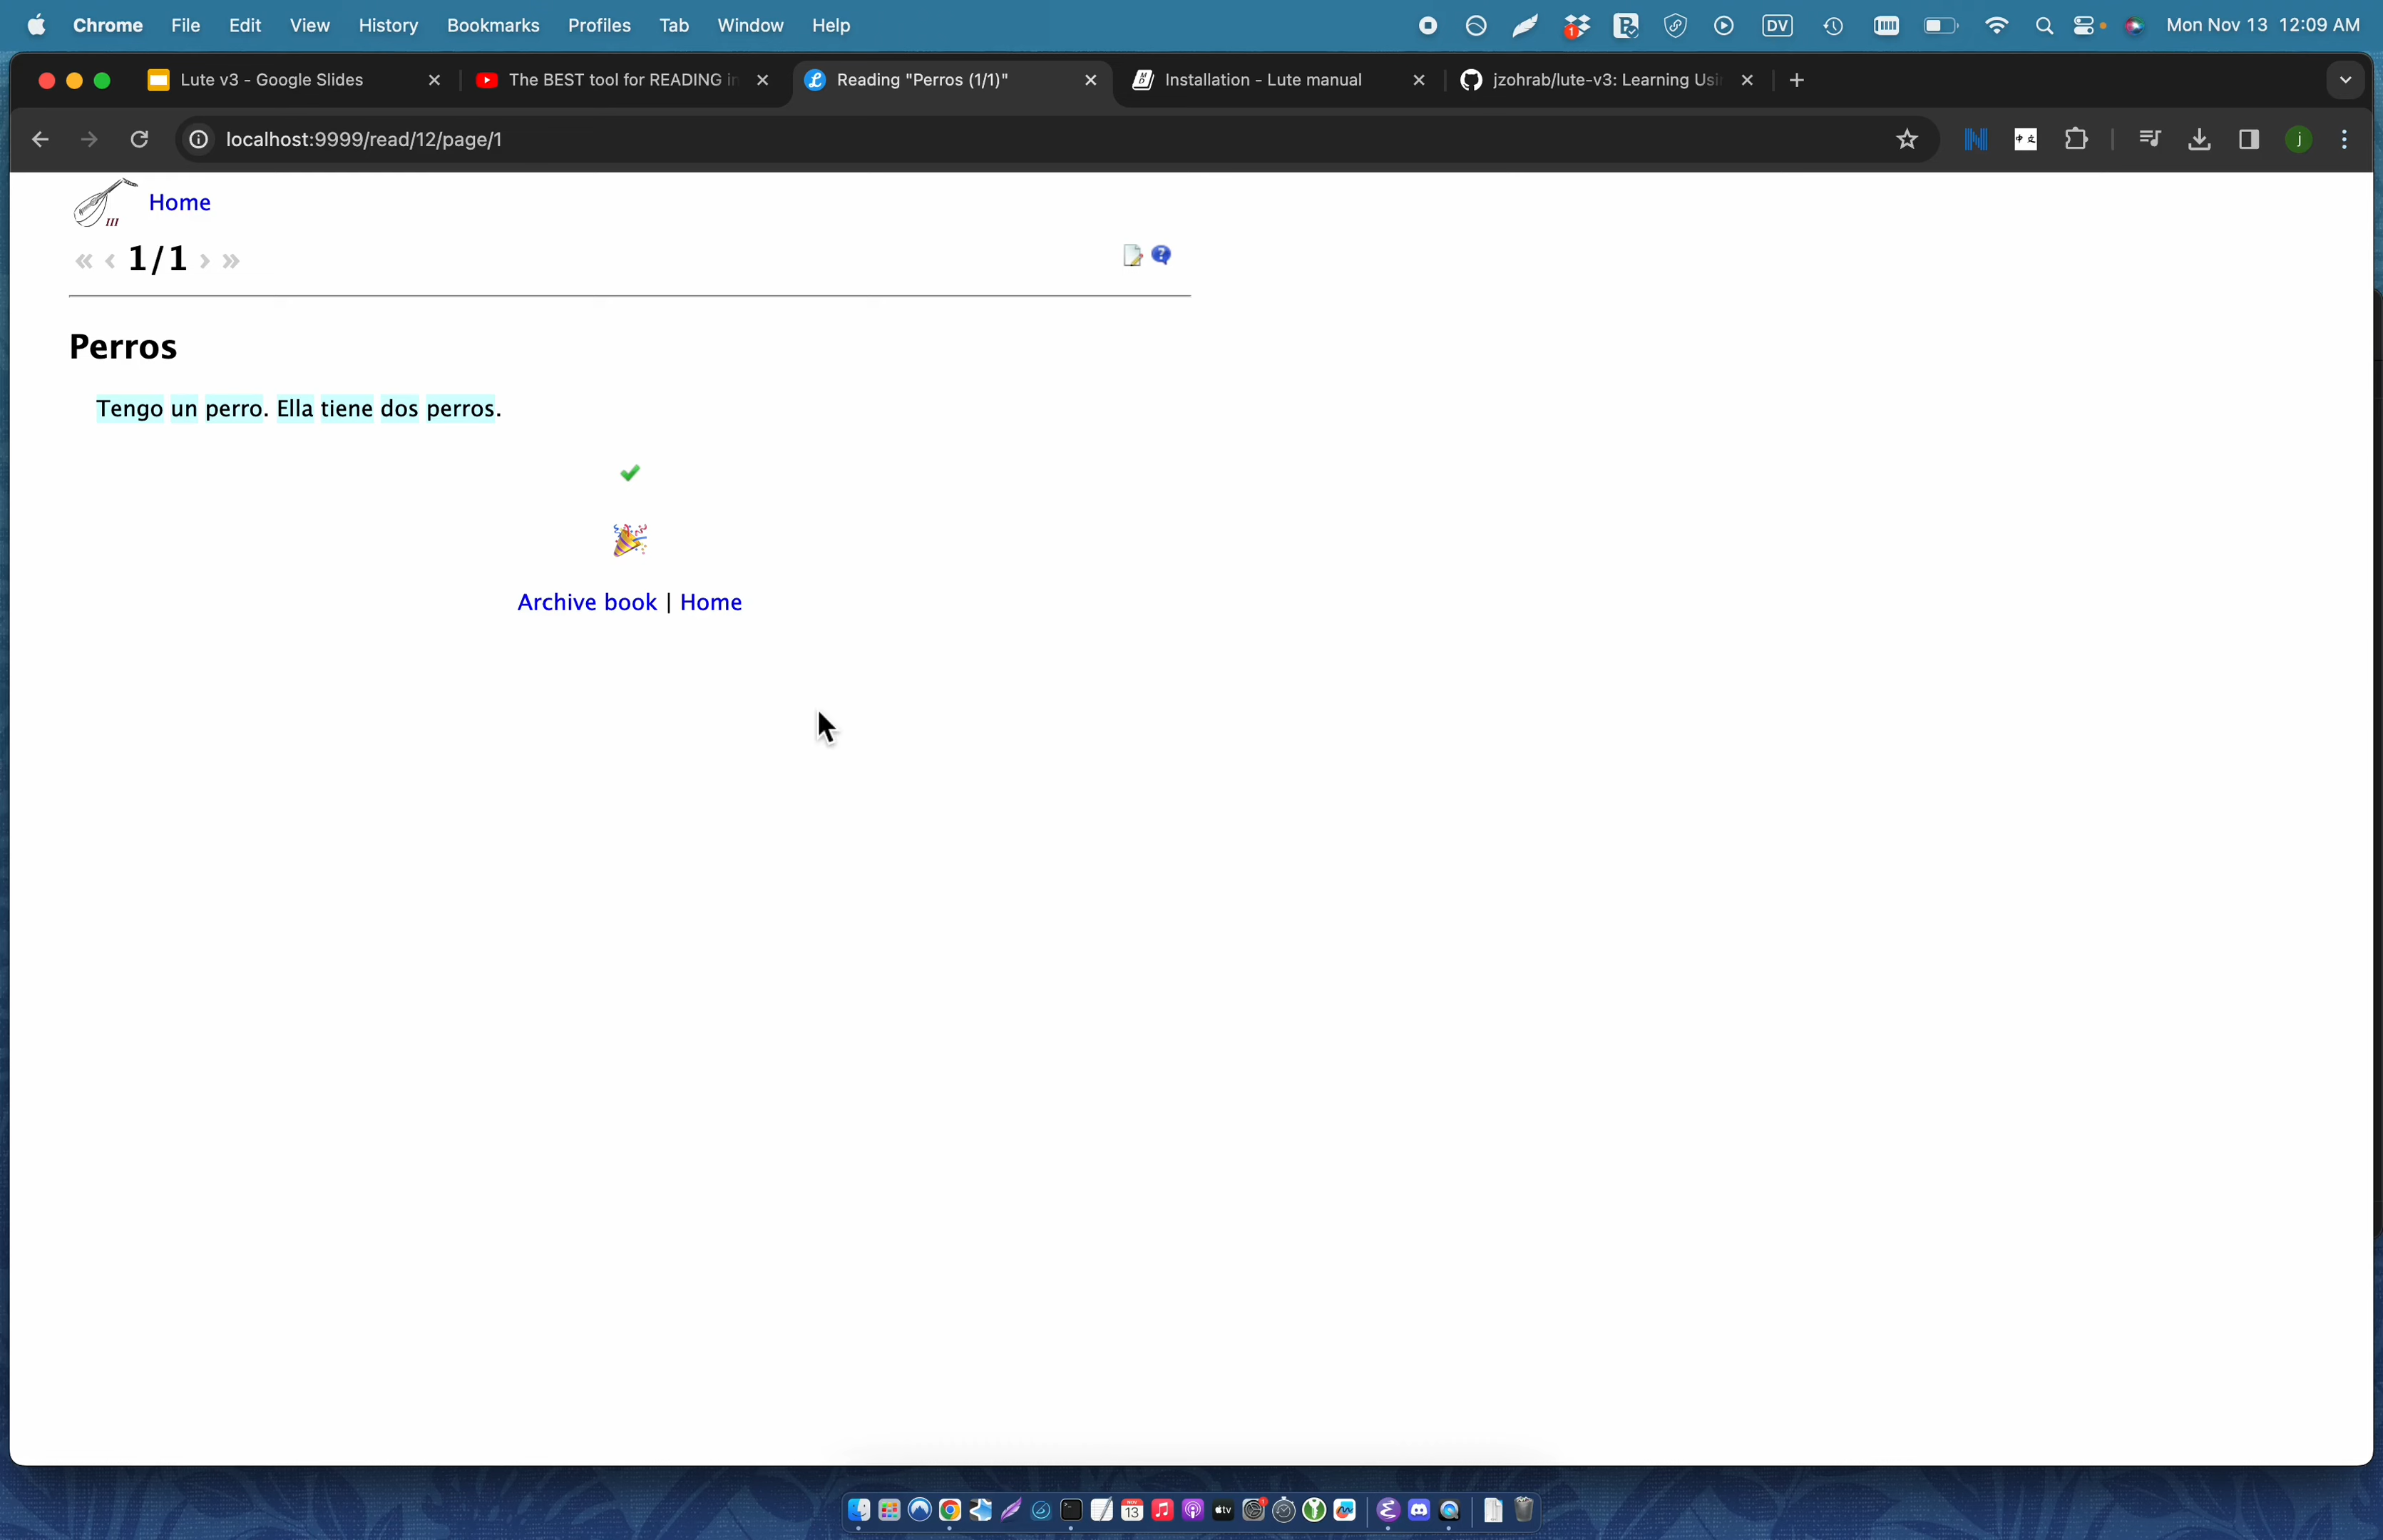 Chrome File Edit View History Bookmarks Profiles Tab Window Help DV Mon Nov 13 12:09 AM
Lute v3 - Google Slides The BEST tool for READING in Reading "Perros (1/1)" Installation - Lute manual jzohrab/lute-v3: Learning Usi
localhost:9999/read/12/page/1 j
Home
« ‹ 1/1 › »
Perros
Tengo un perro. Ella tiene dos perros.
Archive book | Home